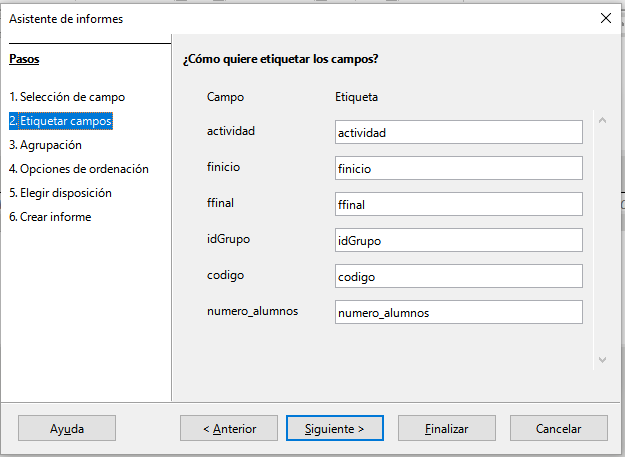 Asistente de informes
Pasos
1. Selección de campo
2. Etiquetar campos
3. Agrupación
4. Opciones de ordenación
5. Elegir disposición
6. Crear informe
¿Cómo quiere etiquetar los campos?
Campo Etiqueta
actividad actividad
finicio finicio
ffinal ffinal
idGrupo idGrupo
codigo codigo
numero_alumnos numero_alumnos
Ayuda < Anterior Siguiente > Finalizar Cancelar